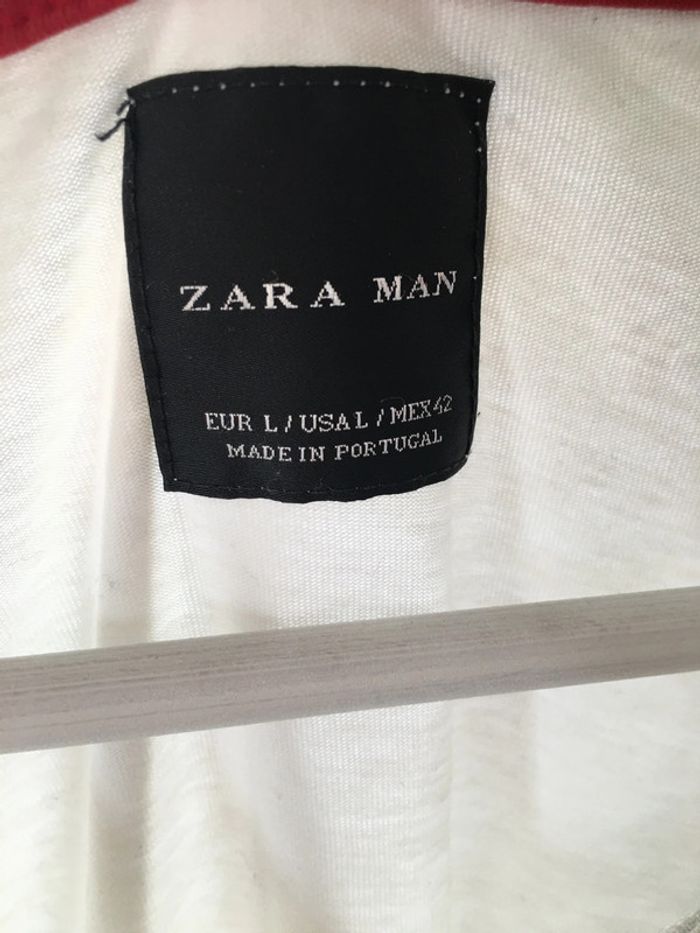 ZARA MAN
EUR L / USA L / MEX 42
MADE IN PORTUGAL